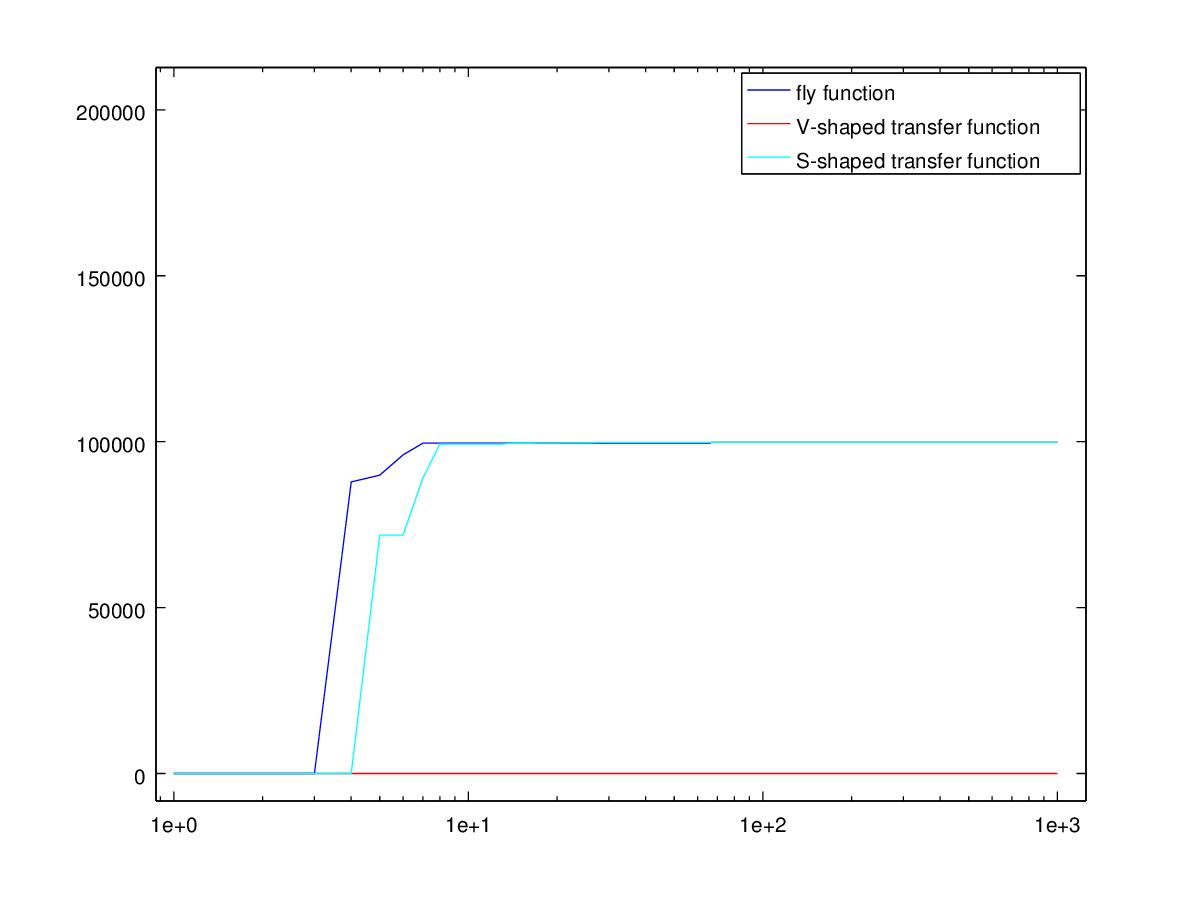 200000
fly function
V-shaped transfer function
S-shaped transfer function
150000
100000
50000
0
1e+0 1e+1 1e+2 1e+3